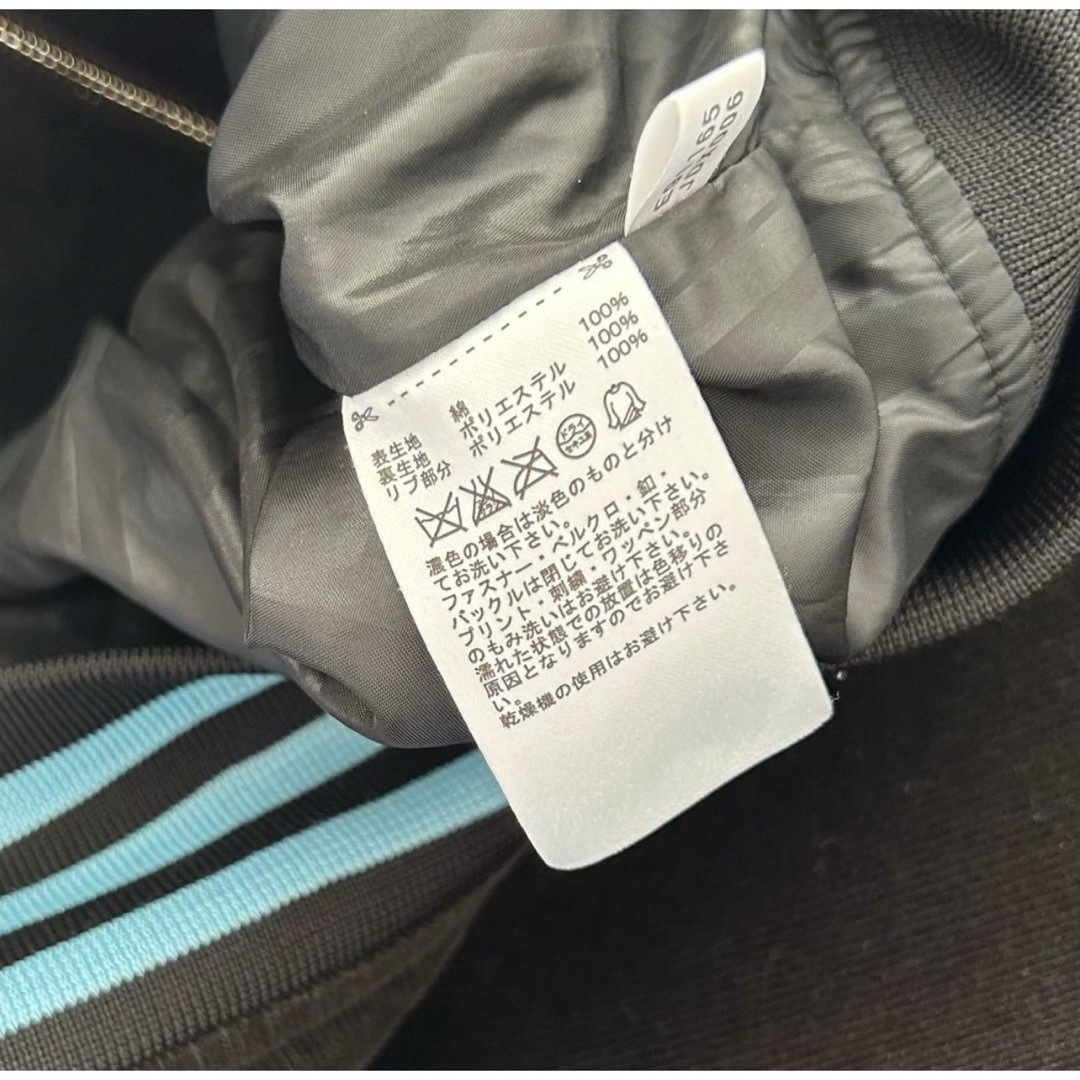 表生地 綿 100%
裏生地 ポリエステル 100%
リブ部分 ポリエステル 100%
ドライ
セキユ系
濃色の場合は淡色のものと分け
てお洗い下さい。
ファスナー・ベルクロ・釦・
バックルは閉じてお洗い下さい。
プリント・刺繍・ワッペン部分
のもみ洗いはお避け下さい。
濡れた状態での放置は色移りの
原因となりますのでお避け下さ
い。
乾燥機の使用はお避け下さい。